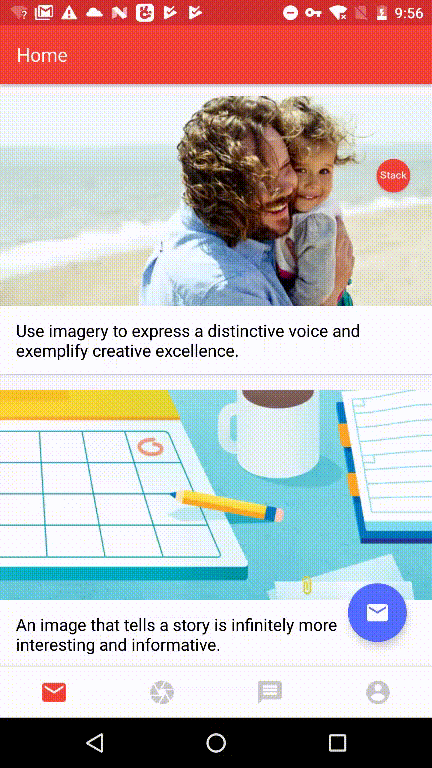 9:56
Home
Stack
Use imagery to express a distinctive voice and
exemplify creative excellence.
An image that tells a story is infinitely more
interesting and informative.